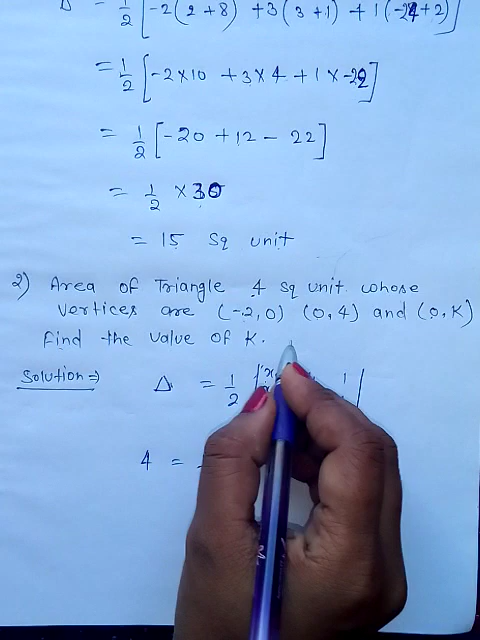 Δ = 1/2 [-2(2+8) +3(3+1) +1(-24+2)]
= 1/2 [-2×10 +3×4 +1×-22]
= 1/2 [-20 +12 - 22]
= 1/2 ×30
= 15 Sq unit
2) Area of Triangle 4 sq unit whose
vertices are (-2,0) (0,4) and (0,K)
Find the value of K.
Solution⇒ Δ = 1/2 | 1
4 =